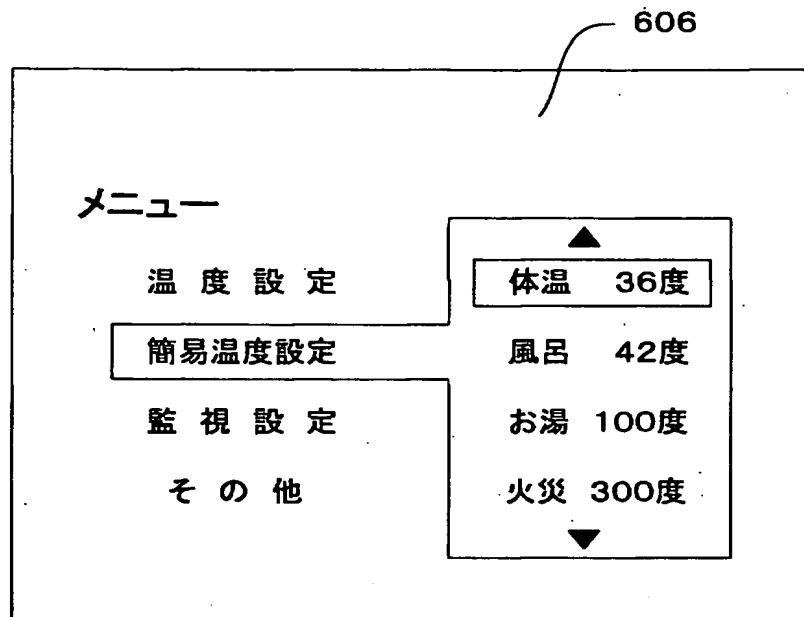 606
メニュー
温度設定
簡易温度設定
監視設定
その他
▲
体温 36度
風呂 42度
お湯 100度
火災 300度
▼